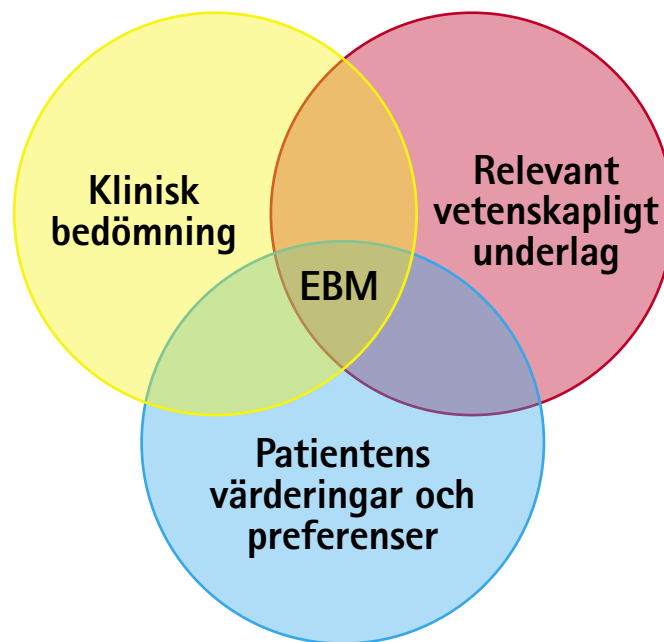 Klinisk
bedömning
Relevant
vetenskapligt
underlag
EBM
Patientens
värderingar och
preferenser